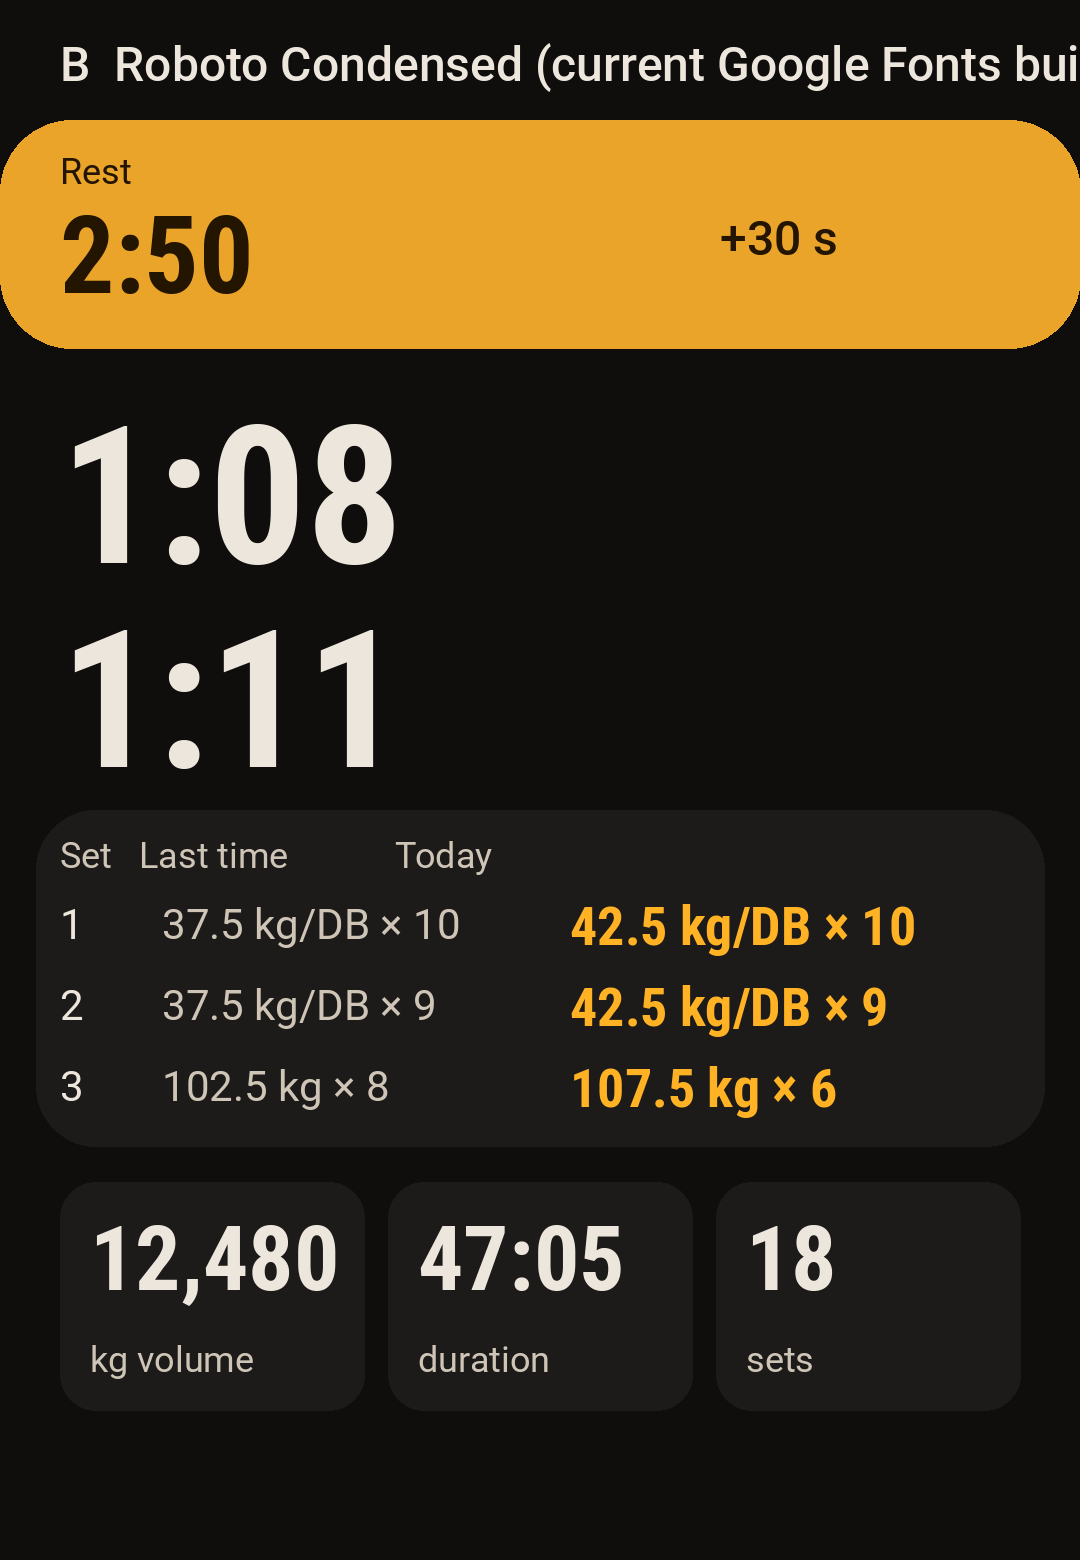 B Roboto Condensed (current Google Fonts bui
Rest
2:50
+30 s
1:08
1:11
Set Last time Today
1 37.5 kg/DB × 10 42.5 kg/DB × 10
2 37.5 kg/DB × 9 42.5 kg/DB × 9
3 102.5 kg × 8 107.5 kg × 6
12,480 47:05 18
kg volume duration sets